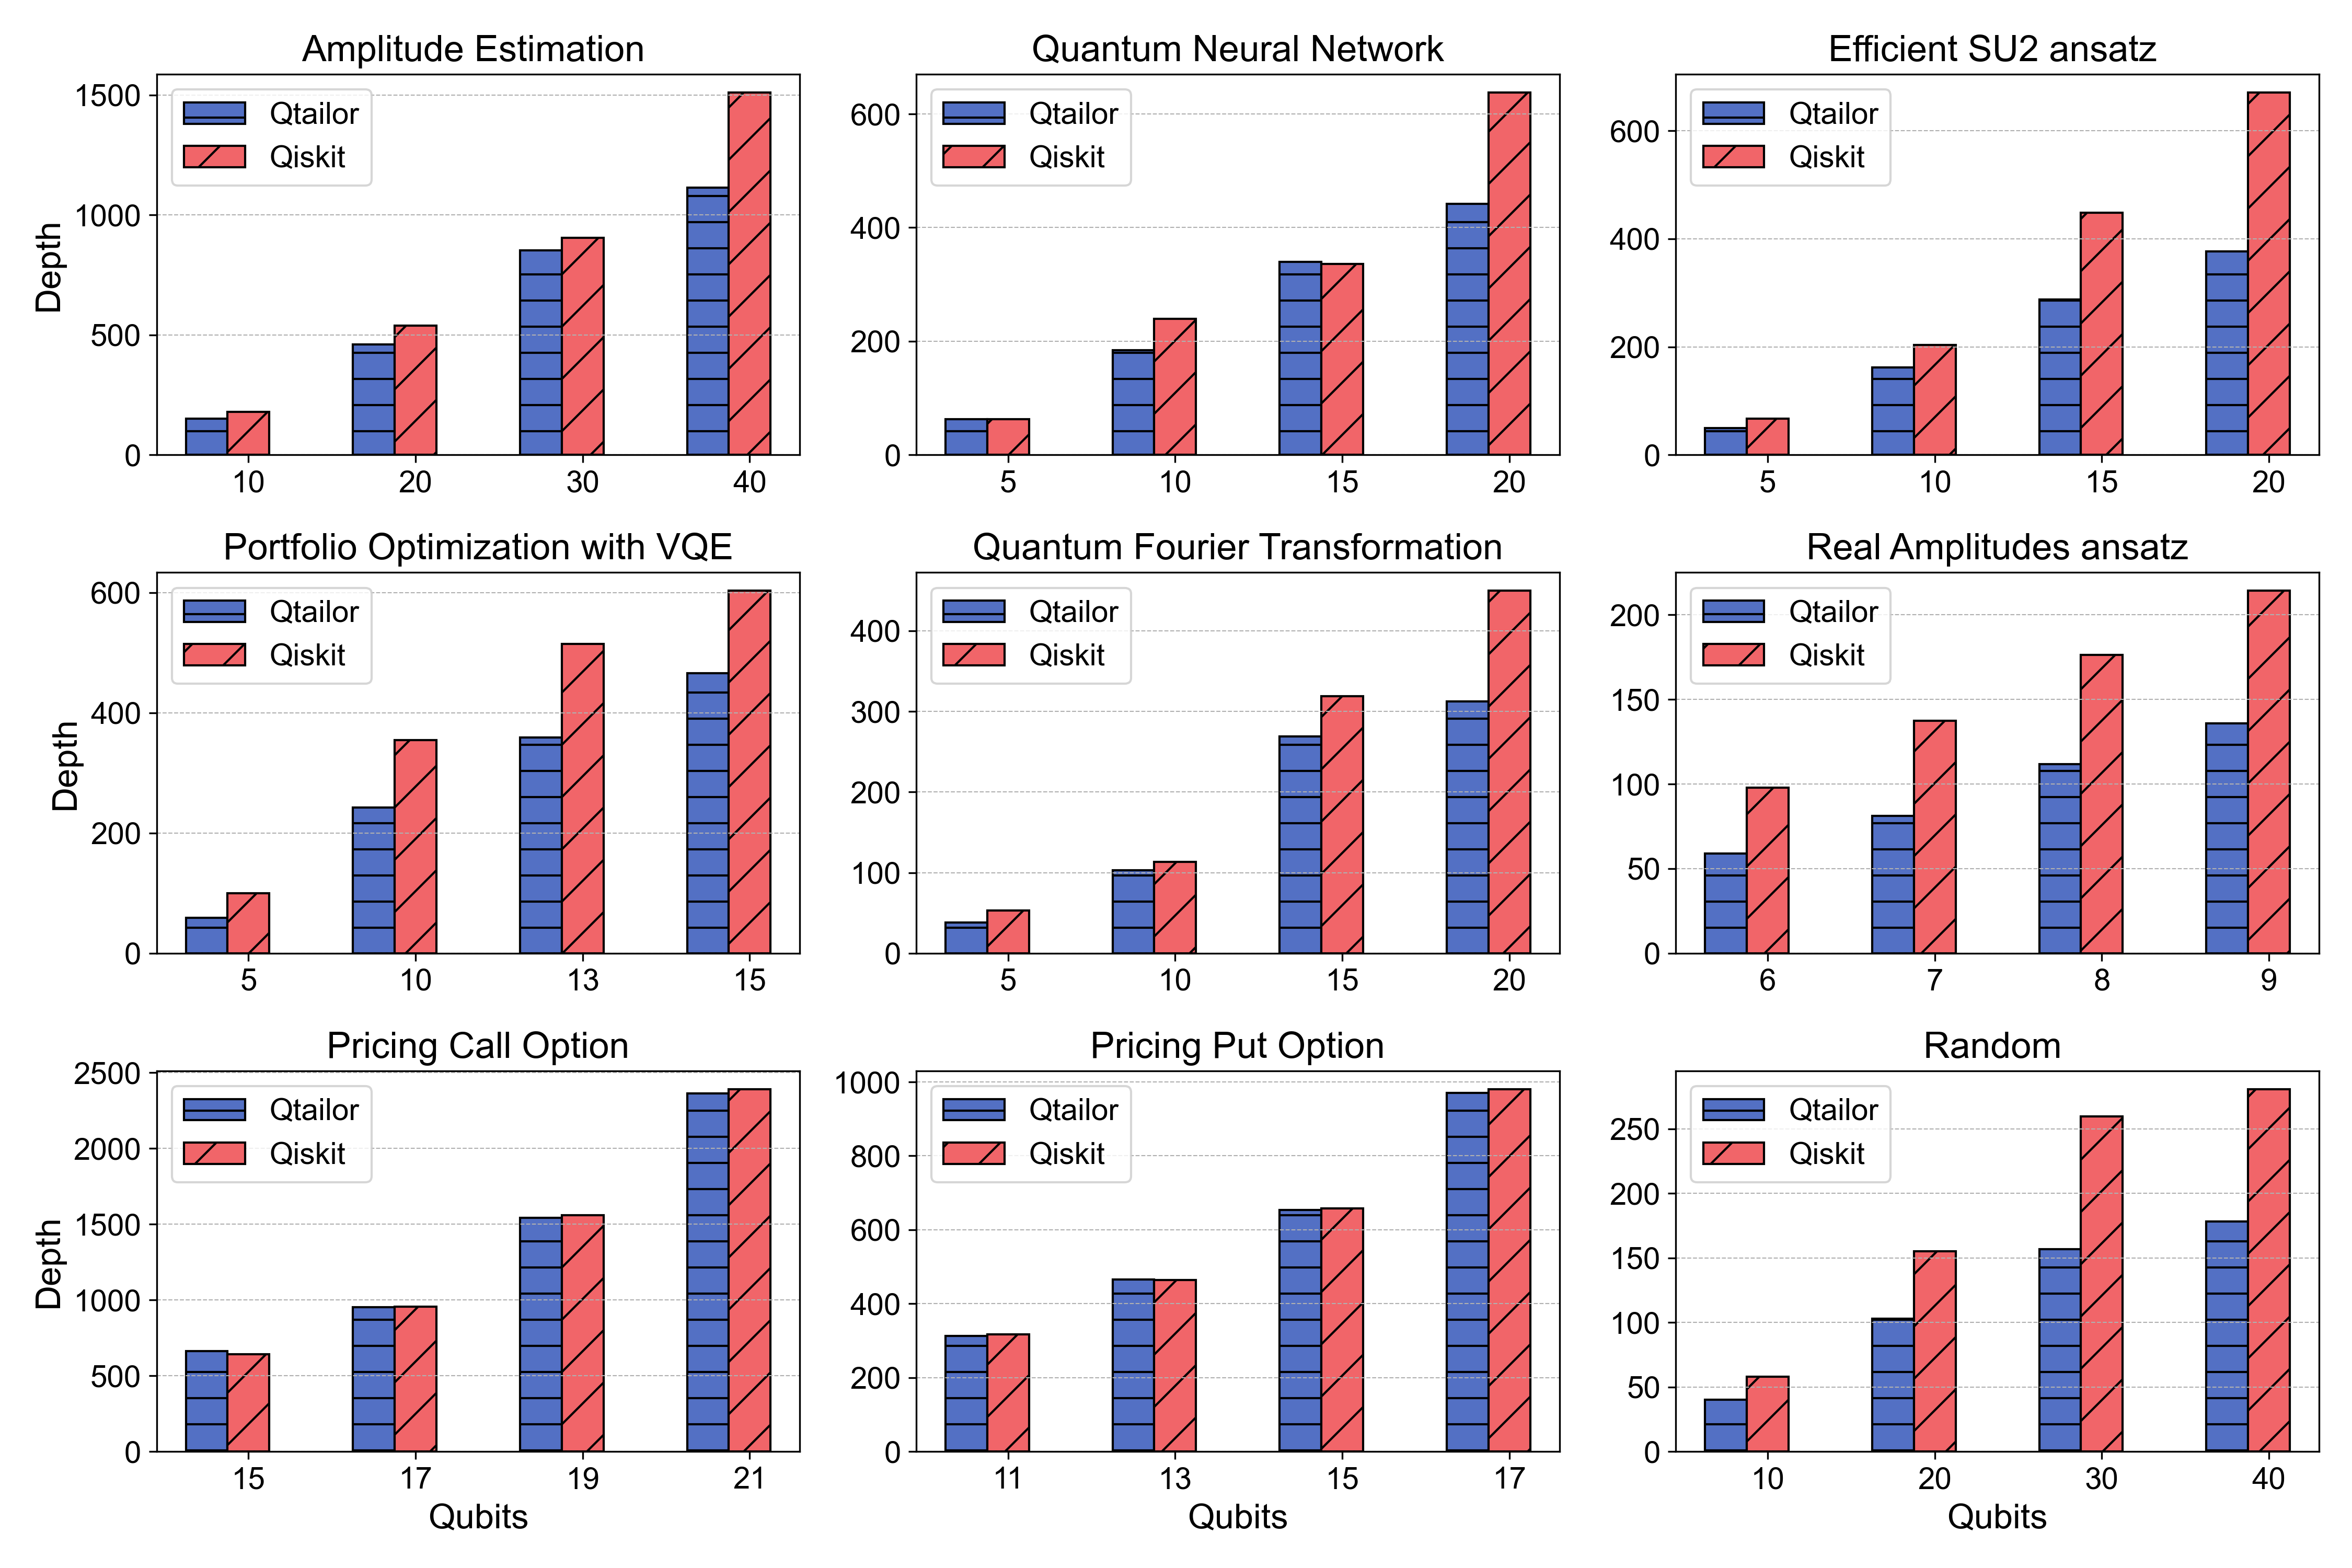 Amplitude Estimation
Depth
1500
1000
500
0
Qtailor
Qiskit
10 20 30 40
Quantum Neural Network
600
400
200
0
Qtailor
Qiskit
5 10 15 20
Efficient SU2 ansatz
600
400
200
0
Qtailor
Qiskit
5 10 15 20
Portfolio Optimization with VQE
Depth
600
400
200
0
Qtailor
Qiskit
5 10 13 15
Quantum Fourier Transformation
400
300
200
100
0
Qtailor
Qiskit
5 10 15 20
Real Amplitudes ansatz
200
150
100
50
0
Qtailor
Qiskit
6 7 8 9
Pricing Call Option
Depth
2500
2000
1500
1000
500
0
Qtailor
Qiskit
15 17 19 21
Qubits
Pricing Put Option
1000
800
600
400
200
0
Qtailor
Qiskit
11 13 15 17
Qubits
Random
250
200
150
100
50
0
Qtailor
Qiskit
10 20 30 40
Qubits